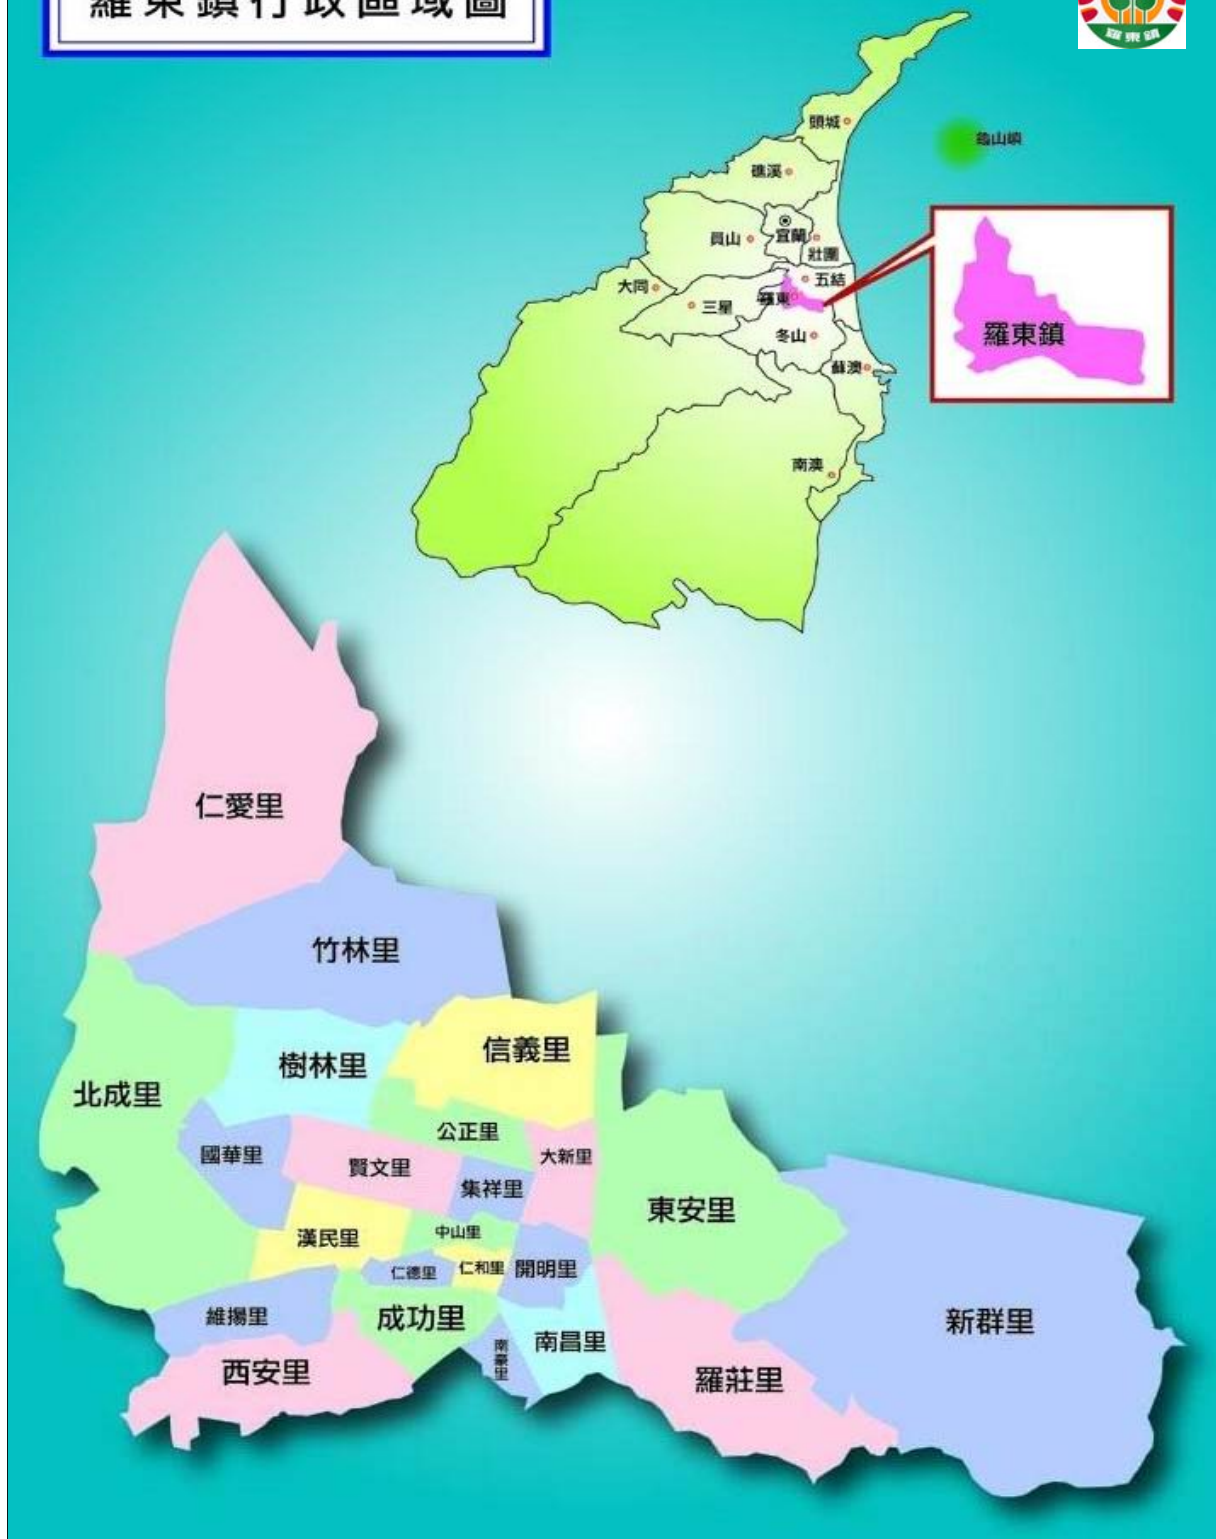 羅東鎮行政區域圖
羅東鎮
頭城
龜山嶼
礁溪
員山
宜蘭
壯圍
大同
三星
羅東
五結
冬山
蘇澳
南澳
羅東鎮
仁愛里
竹林里
信義里
樹林里
北成里
公正里
國華里
賢文里
大新里
集祥里
東安里
漢民里
中山里
仁德里
仁和里
開明里
維揚里
成功里
南昌里
南豪里
新群里
西安里
羅莊里